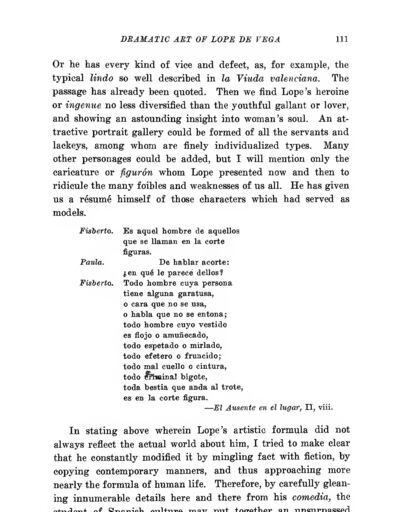 DRAMATIC ART OF LOPE DE VEGA 111
Or he has every kind of vice and defect, as, for example, the
typical lindo so well described in la Viuda valenciana. The
passage has already been quoted. Then we find Lope's heroine
or ingenue no less diversified than the youthful gallant or lover,
and showing an astounding insight into woman's soul. An at-
tractive portrait gallery could be formed of all the servants and
lackeys, among whom are finely individualized types. Many
other personages could be added, but I will mention only the
caricature or figurón whom Lope presented now and then to
ridicule the many foibles and weaknesses of us all. He has given
us a résumé himself of those characters which had served as
models.
Fisberto. Es aquel hombre de aquellos
que se llaman en la corte
figuras.
Paula. De hablar acorte:
¿en qué le parece dellos?
Fisberto. Todo hombre cuya persona
tiene alguna garatusa,
o cara que no se usa,
o habla que no se entona;
todo hombre cuyo vestido
es flojo o amuñecado,
todo espetado o mirlado,
todo efetero o fruncido;
todo mal cuello o cintura,
todo criminal bigote,
toda bestia que anda al trote,
es en la corte figura.
—El Ausente en el lugar, II, viii.
In stating above wherein Lope's artistic formula did not
always reflect the actual world about him, I tried to make clear
that he constantly modified it by mingling fact with fiction, by
copying contemporary manners, and thus approaching more
nearly the formula of human life. Therefore, by carefully glean-
ing innumerable details here and there from his comedia, the
student of Spanish culture may put together an unsurpassed